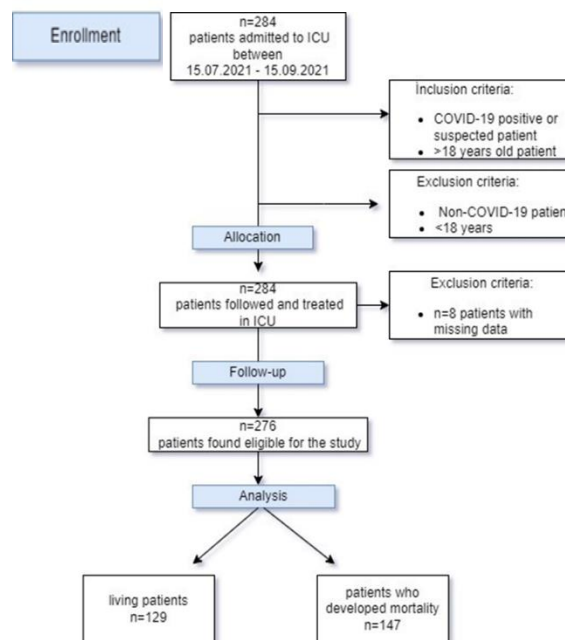 Enrollment
n=284
patients admitted to ICU
between
15.07.2021 - 15.09.2021
İnclusion criteria:
• COVID-19 positive or
suspected patient
• >18 years old patient
Exclusion criteria:
• Non-COVID-19 patient
• <18 years
Allocation
n=284
patients followed and treated
in ICU
Exclusion criteria:
• n=8 patients with
missing data
Follow-up
n=276
patients found eligible for the study
Analysis
living patients
n=129
patients who
developed mortality
n=147